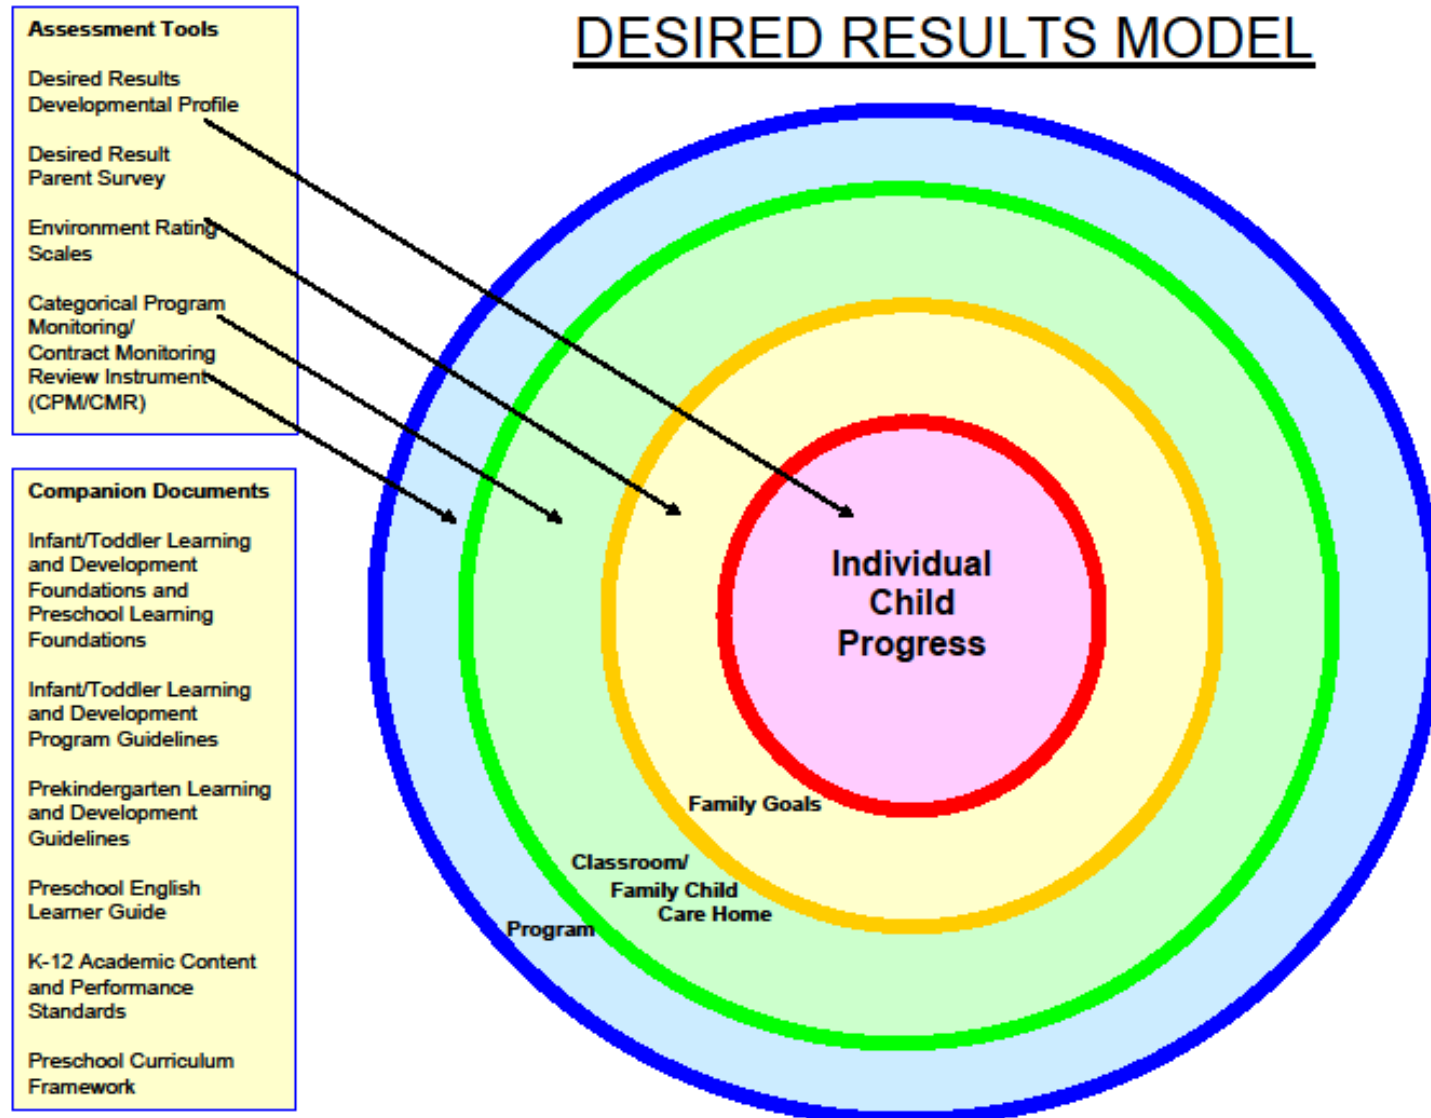 DESIRED RESULTS MODEL
Assessment Tools
Desired Results
Developmental Profile
Desired Result
Parent Survey
Environment Rating
Scales
Categorical Program
Monitoring/
Contract Monitoring
Review Instrument
(CPM/CMR)
Companion Documents
Infant/Toddler Learning
and Development
Foundations and
Preschool Learning
Foundations
Infant/Toddler Learning
and Development
Program Guidelines
Prekindergarten Learning
and Development
Guidelines
Preschool English
Learner Guide
K-12 Academic Content
and Performance
Standards
Preschool Curriculum
Framework
Individual
Child
Progress
Family Goals
Classroom/
Family Child
Care Home
Program